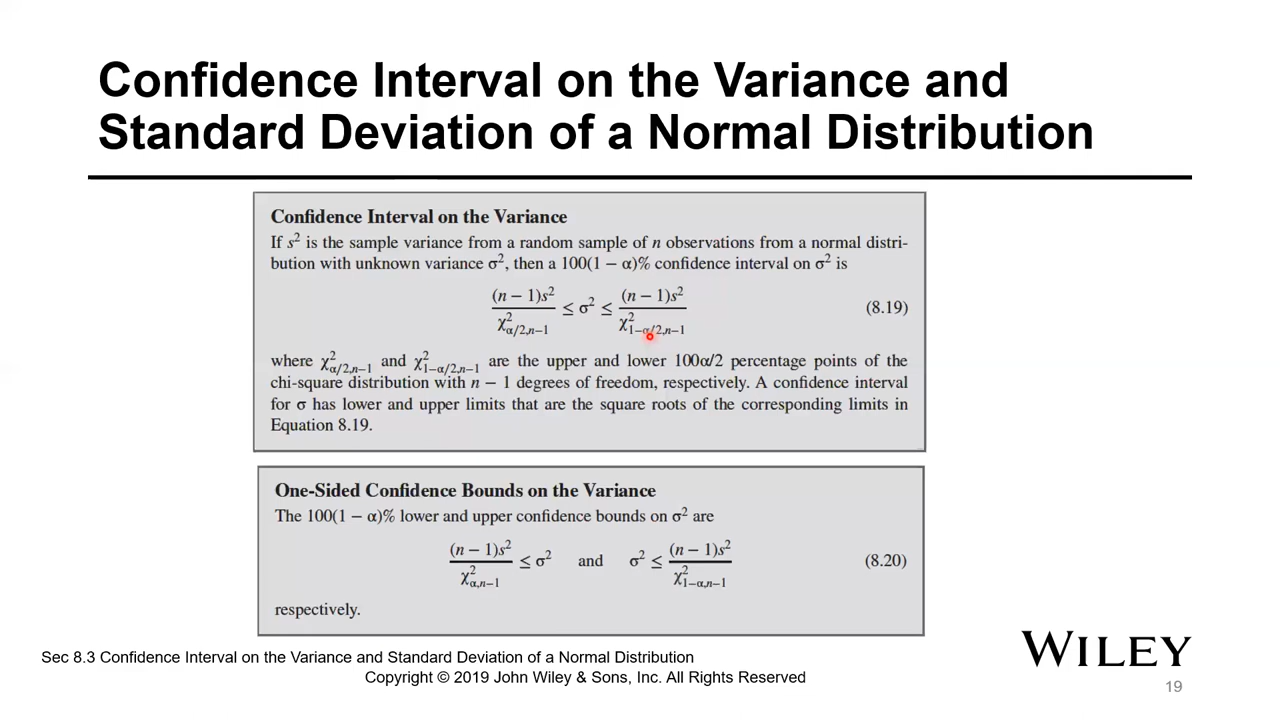 Confidence Interval on the Variance and
Standard Deviation of a Normal Distribution
Confidence Interval on the Variance
If s² is the sample variance from a random sample of n observations from a normal distri-
bution with unknown variance σ², then a 100(1 − α)% confidence interval on σ² is
(n − 1)s² / χ²α/2,n−1 ≤ σ² ≤ (n − 1)s² / χ²1−α/2,n−1 (8.19)
where χ²α/2,n−1 and χ²1−α/2,n−1 are the upper and lower 100α/2 percentage points of the
chi-square distribution with n − 1 degrees of freedom, respectively. A confidence interval
for σ has lower and upper limits that are the square roots of the corresponding limits in
Equation 8.19.
One-Sided Confidence Bounds on the Variance
The 100(1 − α)% lower and upper confidence bounds on σ² are
(n − 1)s² / χ²α,n−1 ≤ σ² and σ² ≤ (n − 1)s² / χ²1−α,n−1 (8.20)
respectively.
Sec 8.3 Confidence Interval on the Variance and Standard Deviation of a Normal Distribution
Copyright © 2019 John Wiley & Sons, Inc. All Rights Reserved
WILEY
19